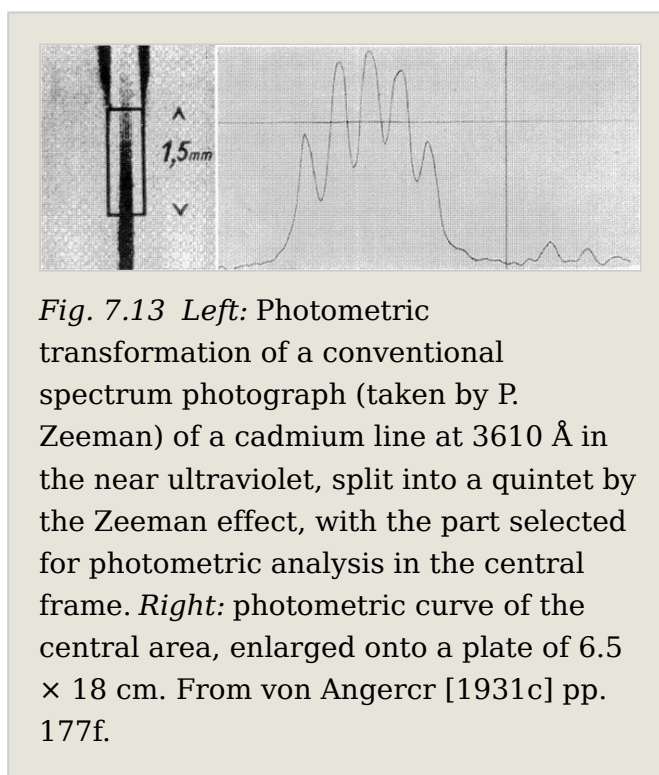 1,5mm
Fig. 7.13 Left: Photometric
transformation of a conventional
spectrum photograph (taken by P.
Zeeman) of a cadmium line at 3610 Å in
the near ultraviolet, split into a quintet by
the Zeeman effect, with the part selected
for photometric analysis in the central
frame. Right: photometric curve of the
central area, enlarged onto a plate of 6.5
× 18 cm. From von Angercr [1931c] pp.
177f.